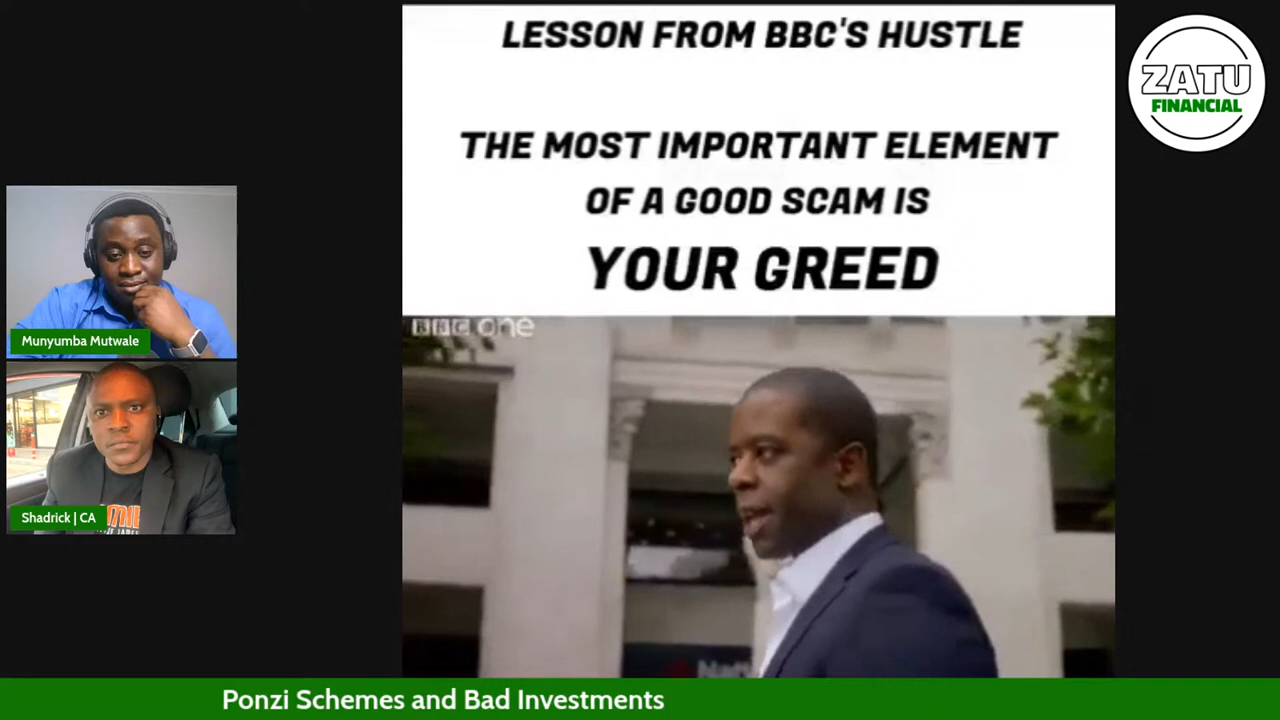 LESSON FROM BBC'S HUSTLE
THE MOST IMPORTANT ELEMENT
OF A GOOD SCAM IS
YOUR GREED
ZATU
FINANCIAL
BBC one
Munyumba Mutwale
Shadrick | CA
Ponzi Schemes and Bad Investments